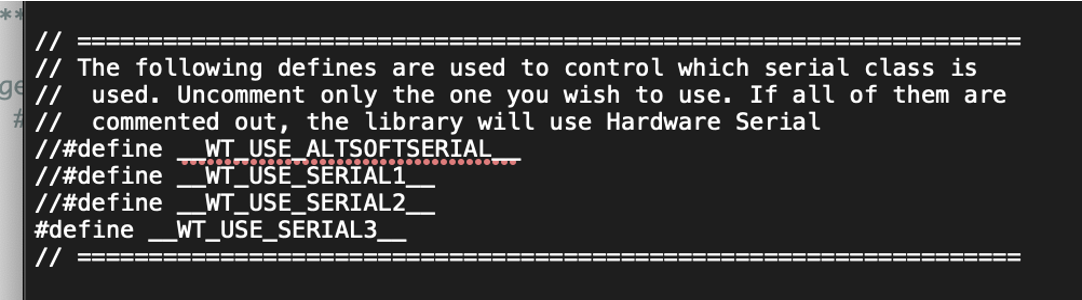 **
// ==================================================================
// The following defines are used to control which serial class is
ge
//  used. Uncomment only the one you wish to use. If all of them are
#
//  commented out, the library will use Hardware Serial
//#define __WT_USE_ALTSOFTSERIAL__
//#define __WT_USE_SERIAL1__
//#define __WT_USE_SERIAL2__
#define __WT_USE_SERIAL3__
// ==================================================================